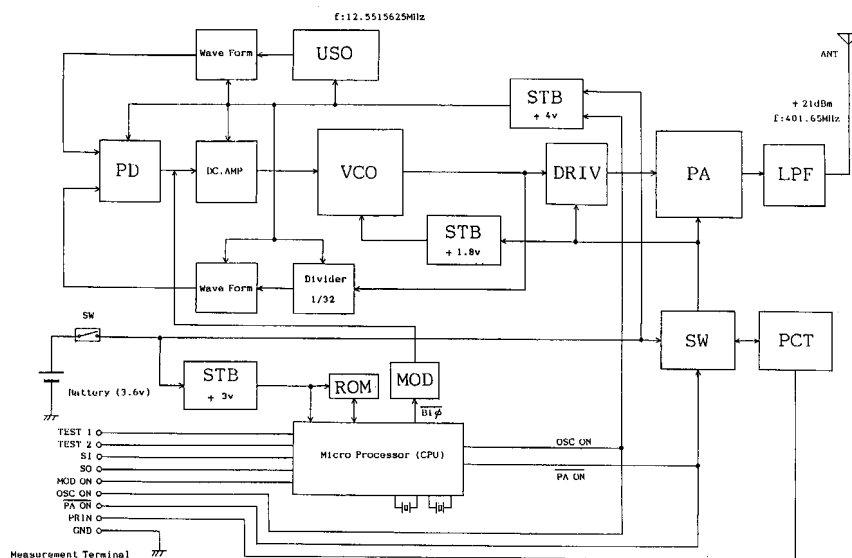 f:12.5515625MHz
Wave Form
USO
ANT
STB
+ 4v
+21dBm
f:401.65MHz
PD
DC.AMP
VCO
DRIV
PA
LPF
STB
+ 1.8v
Wave Form
Divider
1/32
SW
SW
PCT
STB
+ 3v
ROM
MOD
Battery (3.6v)
Biφ
TEST 1
TEST 2
SI
SO
MOD ON
OSC ON
PA ON
PRIN
GND
Micro Processor (CPU)
OSC ON
PA ON
Measurement Terminal